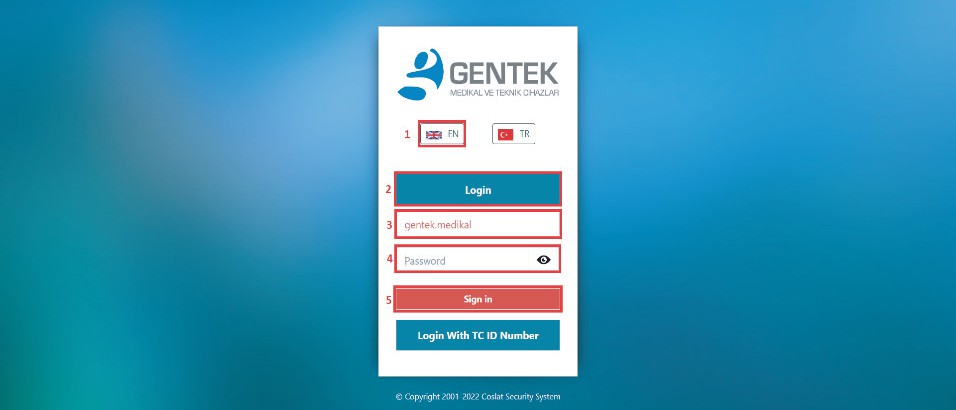 GENTEK
MEDİKAL VE TEKNİK CİHAZLAR
1 EN TR
2 Login
3 gentek.medikal
4 Password
5 Sign in
Login With TC ID Number
© Copyright 2001-2022 Coslat Security System